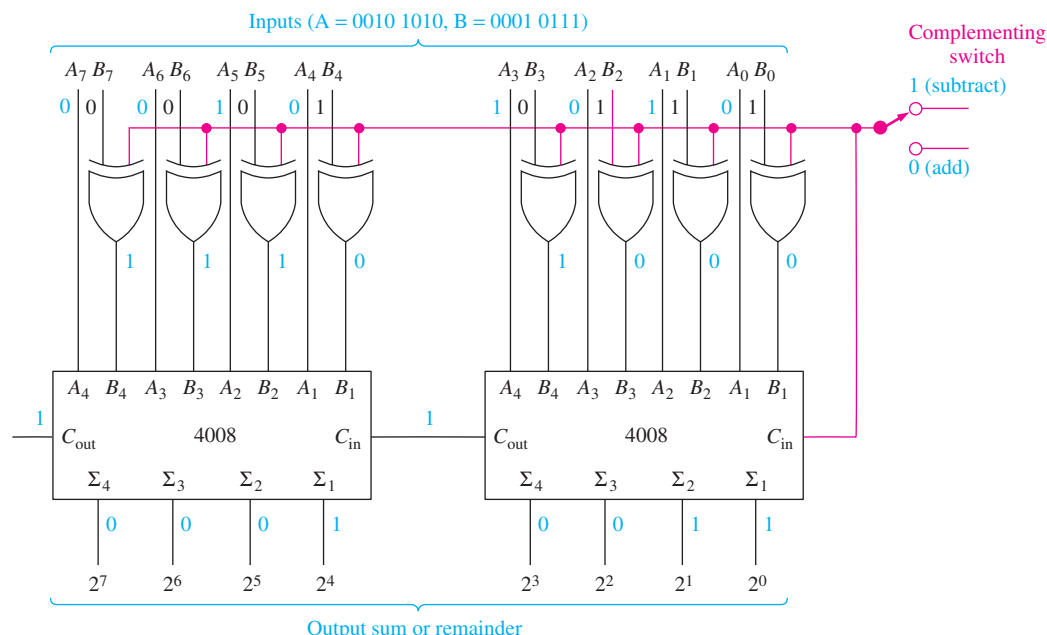 Inputs (A = 0010 1010, B = 0001 0111)
Complementing
switch
1 (subtract)
0 (add)
A₇ B₇ A₆ B₆ A₅ B₅ A₄ B₄ A₃ B₃ A₂ B₂ A₁ B₁ A₀ B₀
0 0 0 0 1 0 0 1 1 0 0 1 1 1 0 1
1 1 1 0 1 0 0 0
A₄ B₄ A₃ B₃ A₂ B₂ A₁ B₁ A₄ B₄ A₃ B₃ A₂ B₂ A₁ B₁
1 C_out 4008 C_in 1 C_out 4008 C_in
Σ₄ Σ₃ Σ₂ Σ₁ Σ₄ Σ₃ Σ₂ Σ₁
0 0 0 1 0 0 1 1
2⁷ 2⁶ 2⁵ 2⁴ 2³ 2² 2¹ 2⁰
Output sum or remainder